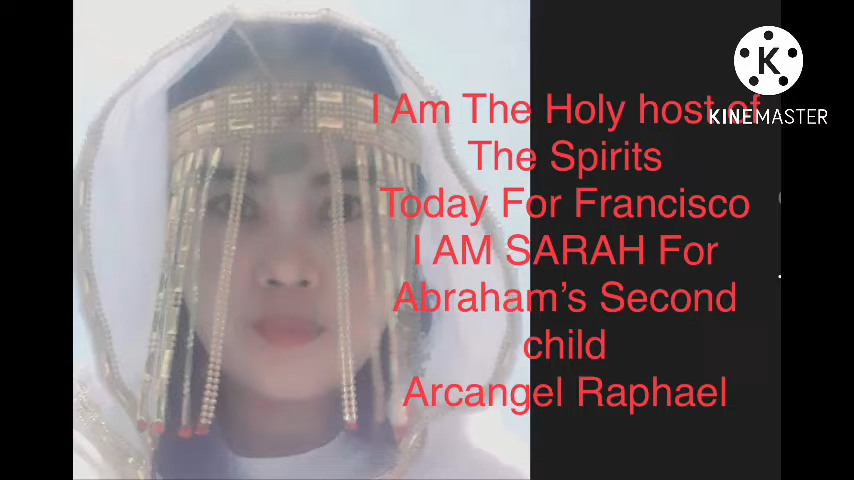 I Am The Holy host of
The Spirits
Today For Francisco
I AM SARAH For
Abraham’s Second
child
Arcangel Raphael
K
KINEMASTER